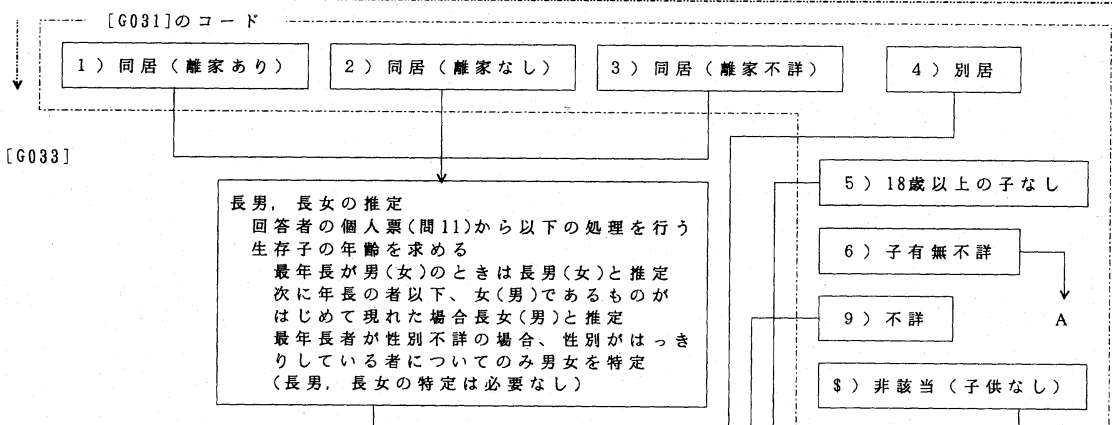 [G031]のコード
1）同居（離家あり）
2）同居（離家なし）
3）同居（離家不詳）
4）別居
[G033]
長男，長女の推定
回答者の個人票(問11)から以下の処理を行う
生存子の年齢を求める
最年長が男(女)のときは長男(女)と推定
次に年長の者以下、女(男)であるものが
はじめて現れた場合長女(男)と推定
最年長者が性別不詳の場合、性別がはっき
りしている者についてのみ男女を特定
（長男，長女の特定は必要なし）
5）18歳以上の子なし
6）子有無不詳
9）不詳
A
$）非該当（子供なし）